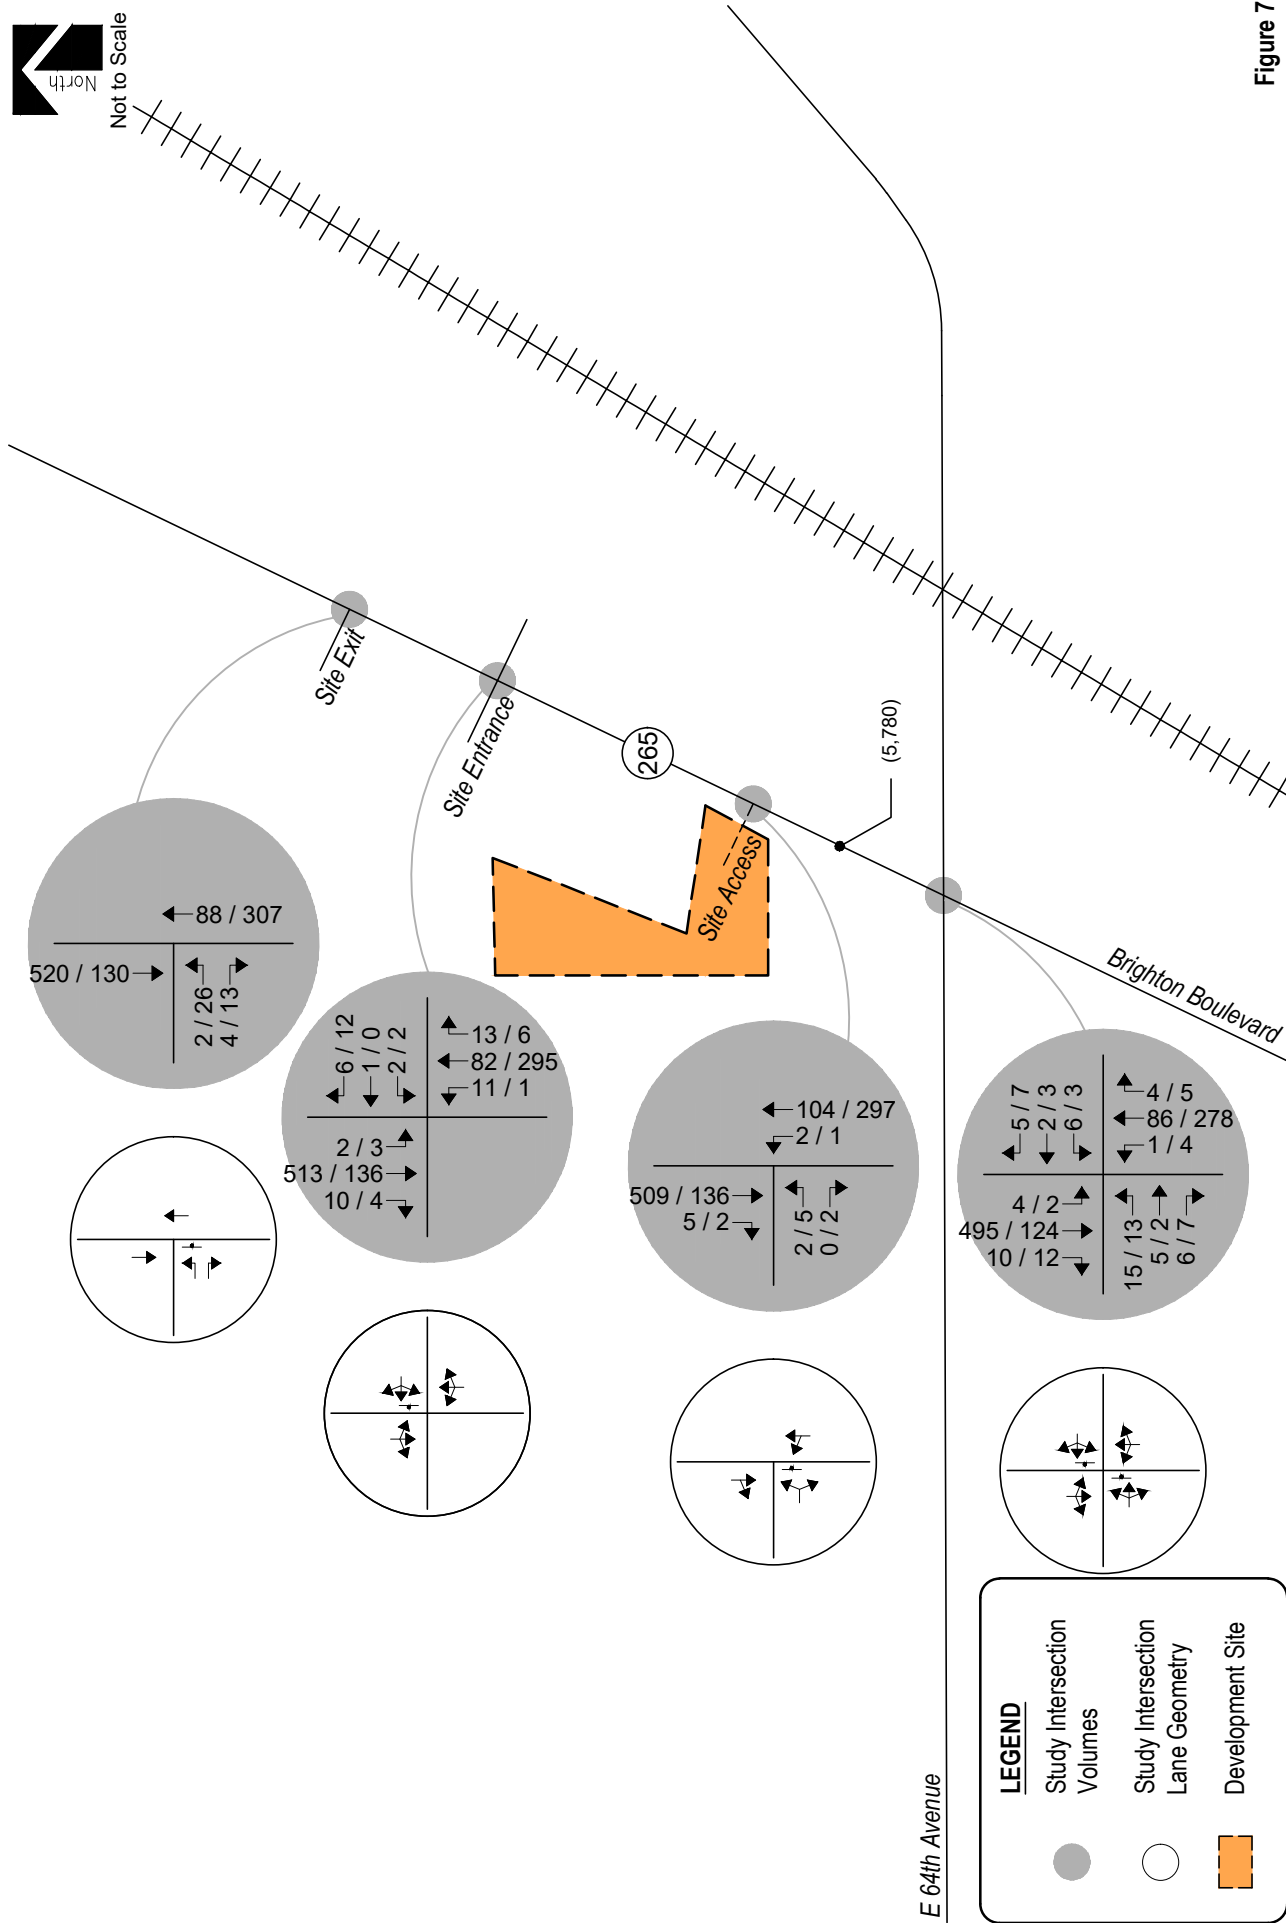 North
Not to Scale
Figure 7
Site Exit
Site Entrance
265
(5,780)
Site Access
Brighton Boulevard
E 64th Avenue
88 / 307
520 / 130
2 / 26
4 / 13
6 / 12
1 / 0
2 / 2
13 / 6
82 / 295
11 / 1
2 / 3
513 / 136
10 / 4
104 / 297
2 / 1
509 / 136
5 / 2
2 / 5
0 / 2
5 / 7
2 / 3
6 / 3
4 / 5
86 / 278
1 / 4
4 / 2
495 / 124
10 / 12
15 / 13
5 / 2
6 / 7
LEGEND
Study Intersection
Volumes
Study Intersection
Lane Geometry
Development Site